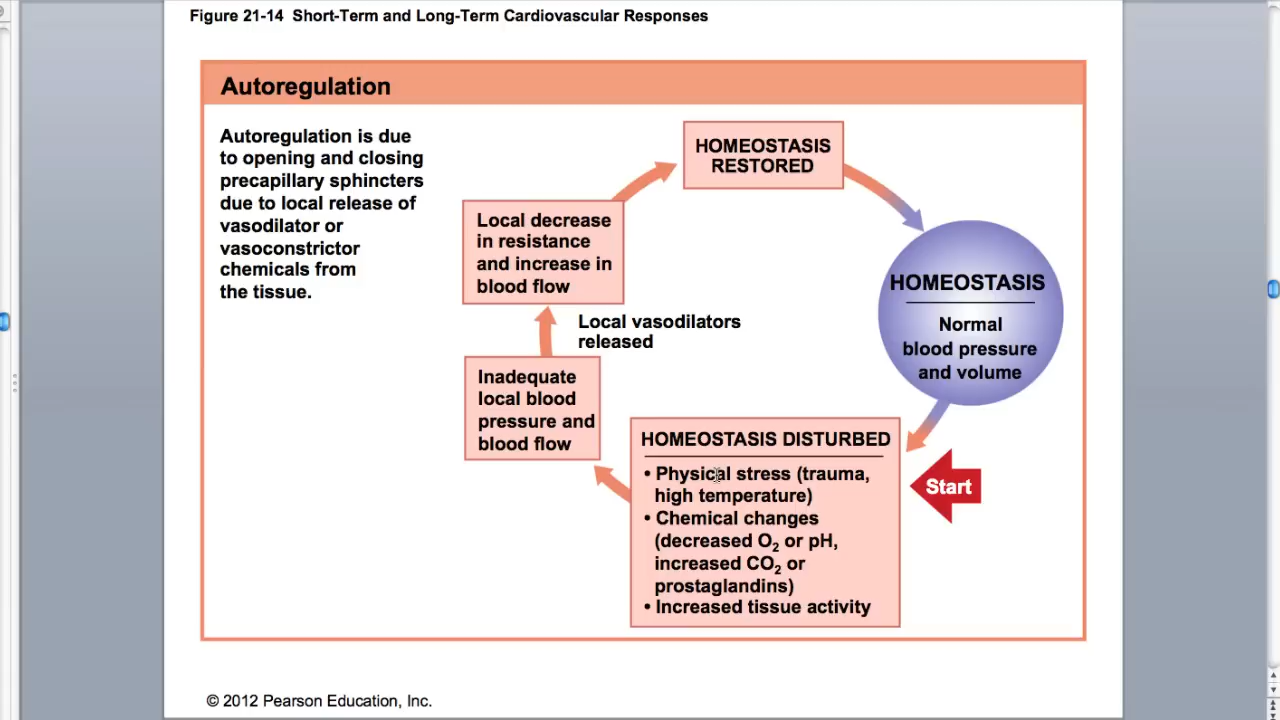 Figure 21-14 Short-Term and Long-Term Cardiovascular Responses
Autoregulation
Autoregulation is due
to opening and closing
precapillary sphincters
due to local release of
vasodilator or
vasoconstrictor
chemicals from
the tissue.
HOMEOSTASIS
RESTORED
Local decrease
in resistance
and increase in
blood flow
HOMEOSTASIS
Normal
blood pressure
and volume
Local vasodilators
released
Inadequate
local blood
pressure and
blood flow
HOMEOSTASIS DISTURBED
• Physical stress (trauma,
high temperature)
• Chemical changes
(decreased O₂ or pH,
increased CO₂ or
prostaglandins)
• Increased tissue activity
Start
© 2012 Pearson Education, Inc.